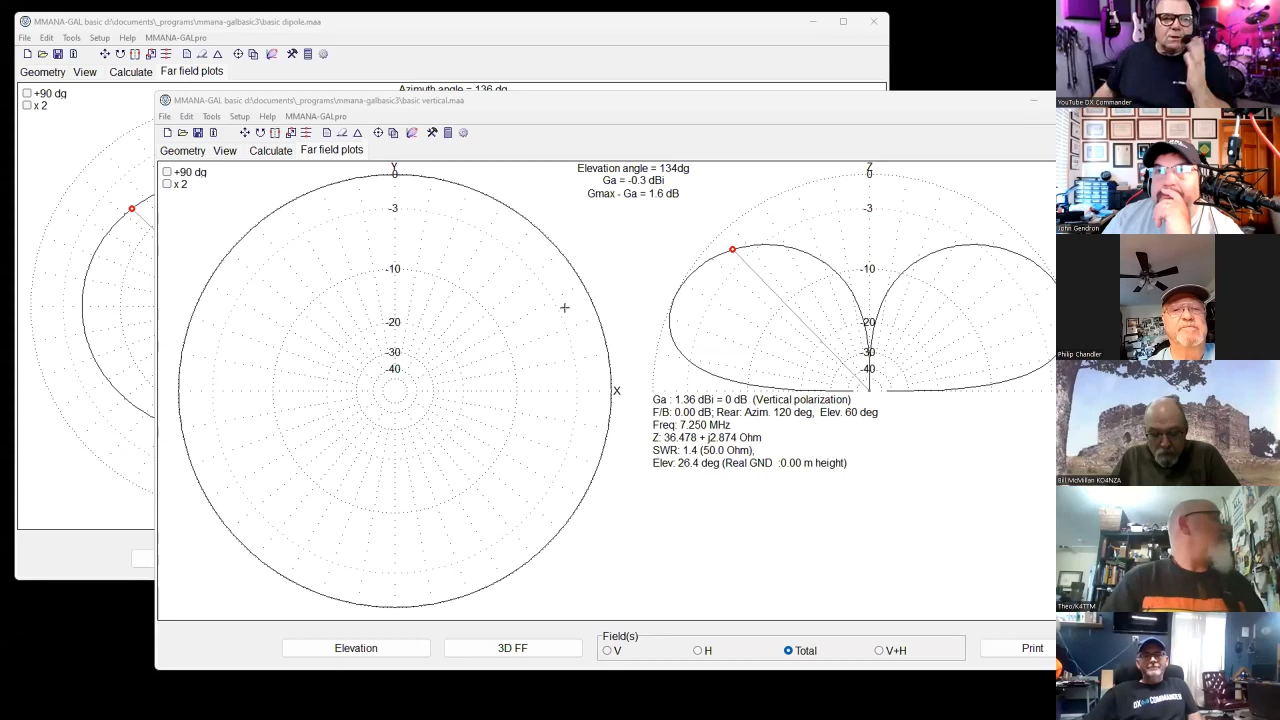 MMANA-GAL basic d:\documents\_programs\mmana-galbasic3\basic dipole.maa
File Edit Tools Setup Help MMANA-GALpro
Geometry View Calculate Far field plots
+90 dg
x 2
Azimuth angle = 136 dg
MMANA-GAL basic d:\documents\_programs\mmana-galbasic3\basic vertical.maa
File Edit Tools Setup Help MMANA-GALpro
Geometry View Calculate Far field plots
+90 dg
x 2
Y
0
-10
-20
-30
40
X
Elevation angle = 134dg
Ga = -0.3 dBi
Gmax - Ga = 1.6 dB
0
-3
-10
-20
-30
-40
Ga : 1.36 dBi = 0 dB (Vertical polarization)
F/B: 0.00 dB; Rear: Azim. 120 deg, Elev. 60 deg
Freq: 7.250 MHz
Z: 36.478 + j2.874 Ohm
SWR: 1.4 (50.0 Ohm),
Elev: 26.4 deg (Real GND :0.00 m height)
Elevation
3D FF
Field(s)
V H Total V+H
Print
YouTube DX Commander
John Gendron
Philip Chandler
Bill McMillan KO4NZA
Theo/K4TTM
DX COMMANDER